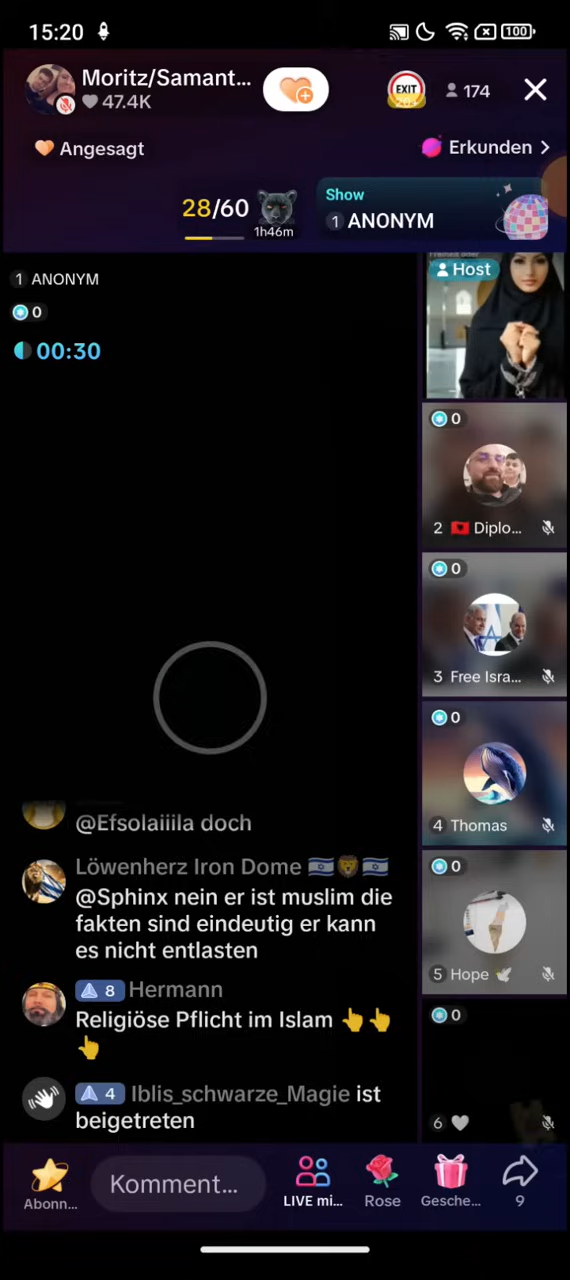 15:20
100
Moritz/Samant...
47.4K
EXIT
174
Angesagt
Erkunden
28/60
1h46m
Show
1 ANONYM
1 ANONYM
0
00:30
Host
0
2 Diplo...
0
3 Free Isra...
0
4 Thomas
0
5 Hope
0
6
@Efsolaiiila doch
Löwenherz Iron Dome 🇮🇱🦁🇮🇱
@Sphinx nein er ist muslim die
fakten sind eindeutig er kann
es nicht entlasten
8 Hermann
Religiöse Pflicht im Islam 👆👆
👆
4 Iblis_schwarze_Magie ist
beigetreten
Abonn...
Komment...
LIVE mi...
Rose
Gesche...
9